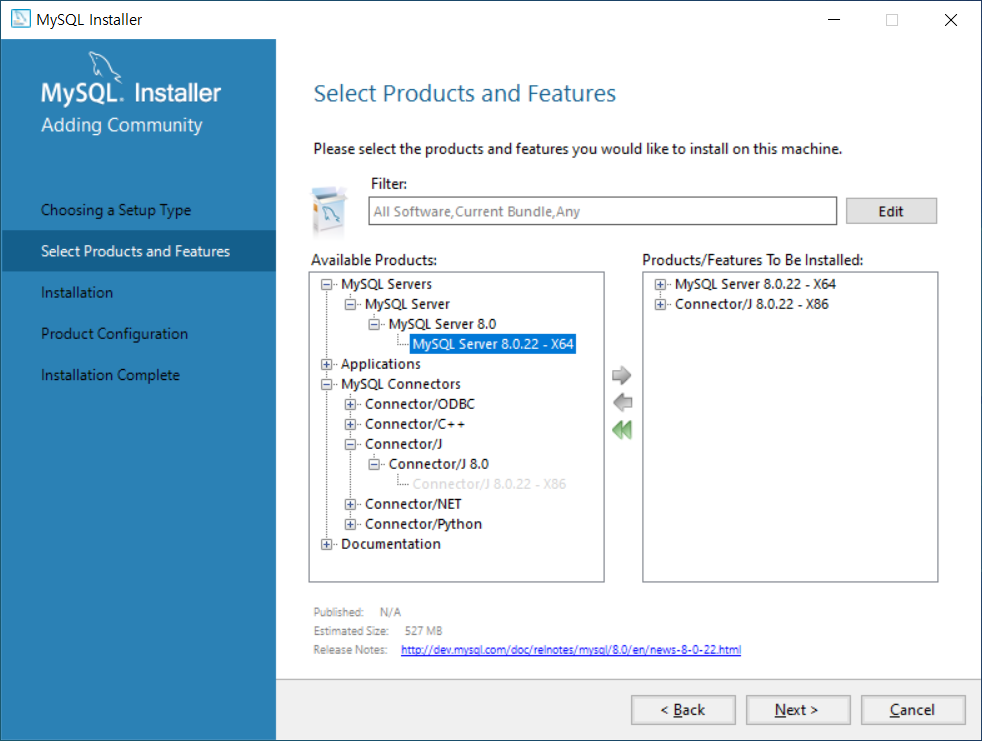 MySQL Installer
MySQL. Installer
Adding Community
Choosing a Setup Type
Select Products and Features
Installation
Product Configuration
Installation Complete
Select Products and Features
Please select the products and features you would like to install on this machine.
Filter:
All Software,Current Bundle,Any
Edit
Available Products:
MySQL Servers
MySQL Server
MySQL Server 8.0
MySQL Server 8.0.22 - X64
Applications
MySQL Connectors
Connector/ODBC
Connector/C++
Connector/J
Connector/J 8.0
Connector/J 8.0.22 - X86
Connector/NET
Connector/Python
Documentation
Products/Features To Be Installed:
MySQL Server 8.0.22 - X64
Connector/J 8.0.22 - X86
Published: N/A
Estimated Size: 527 MB
Release Notes: http://dev.mysql.com/doc/relnotes/mysql/8.0/en/news-8-0-22.html
< Back
Next >
Cancel